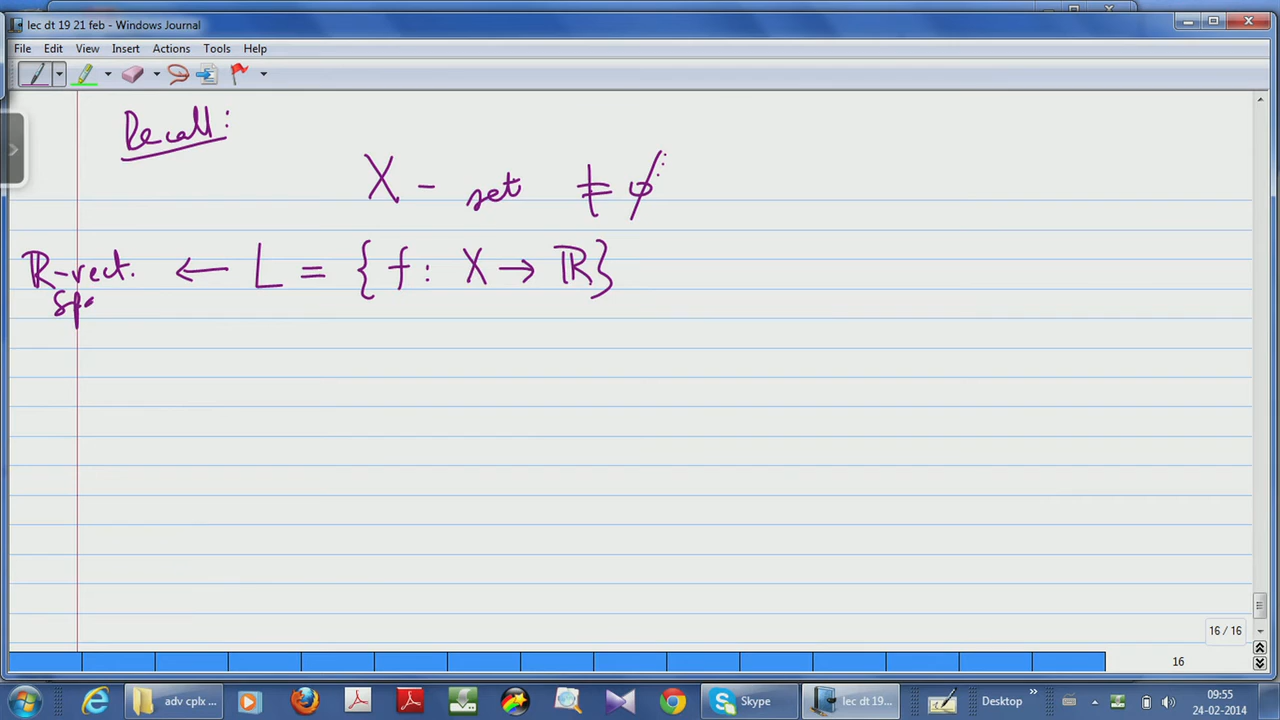 lec dt 19 21 feb - Windows Journal
File Edit View Insert Actions Tools Help
Recall:
X - set ≠ φ
ℝ-vect. ← L = { f : X → ℝ}
Spa
16 / 16
16
adv cplx ... Skype lec dt 19... Desktop » 09:55
24-02-2014